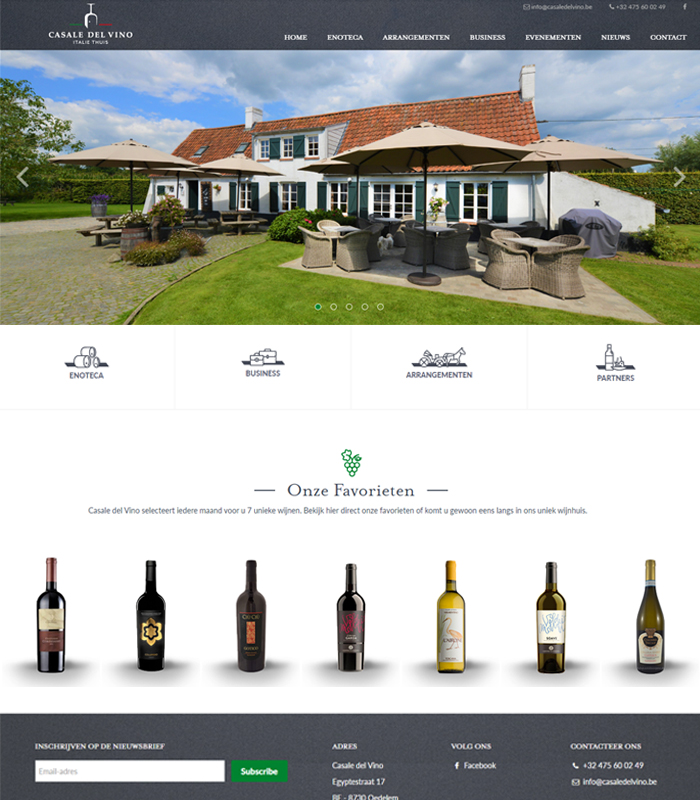 info@casaledelvino.be +32 475 60 02 49
CASALE DEL VINO
ITALIE THUIS
HOME ENOTECA ARRANGEMENTEN BUSINESS EVENEMENTEN NIEUWS CONTACT
ENOTECA BUSINESS ARRANGEMENTEN PARTNERS
Onze Favorieten
Casale del Vino selecteert iedere maand voor u 7 unieke wijnen. Bekijk hier direct onze favorieten of komt u gewoon eens langs in ons uniek wijnhuis.
INSCHRIJVEN OP DE NIEUWSBRIEF
Email-adres Subscribe
ADRES
Casale del Vino
Egyptestraat 17
BE - 8730 Oedelem
VOLG ONS
Facebook
CONTACTEER ONS
+32 475 60 02 49
info@casaledelvino.be